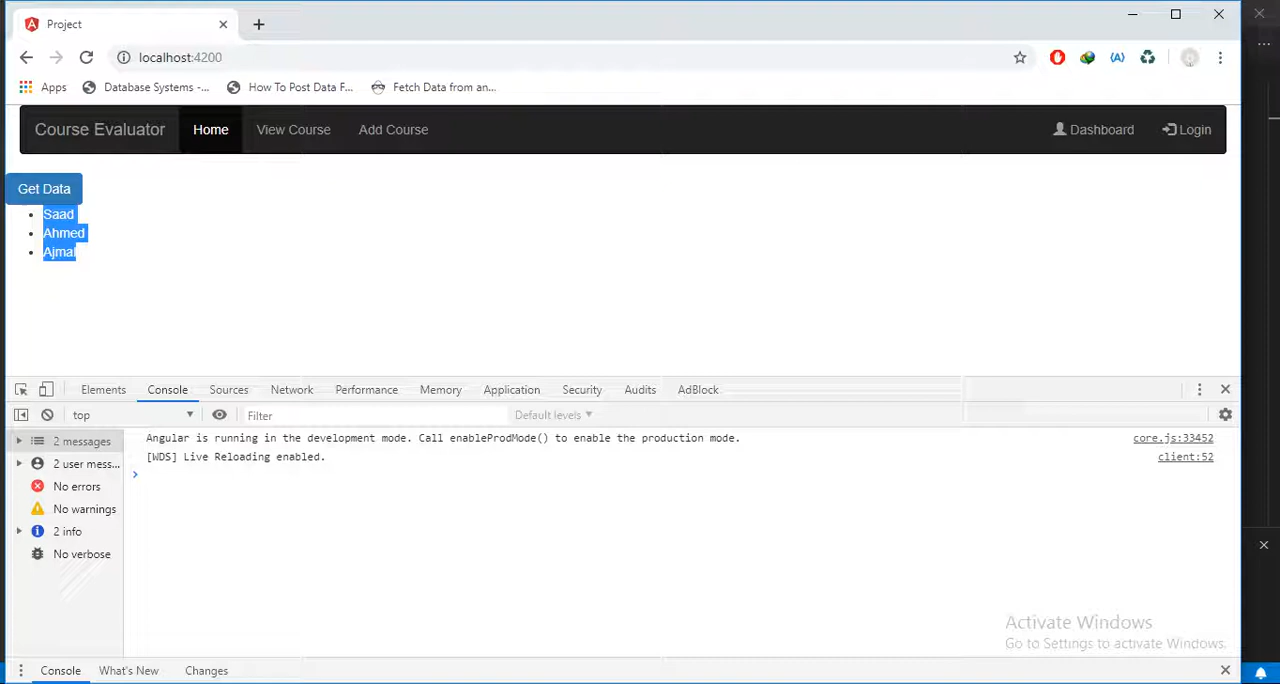 Project
localhost:4200
Apps Database Systems -... How To Post Data F... Fetch Data from an...
Course Evaluator Home View Course Add Course Dashboard Login
Get Data
Saad
Ahmed
Ajmal
Elements Console Sources Network Performance Memory Application Security Audits AdBlock
top Filter Default levels
2 messages
2 user mess...
No errors
No warnings
2 info
No verbose
Angular is running in the development mode. Call enableProdMode() to enable the production mode. core.js:33452
[WDS] Live Reloading enabled. client:52
Activate Windows
Go to Settings to activate Windows.
Console What's New Changes